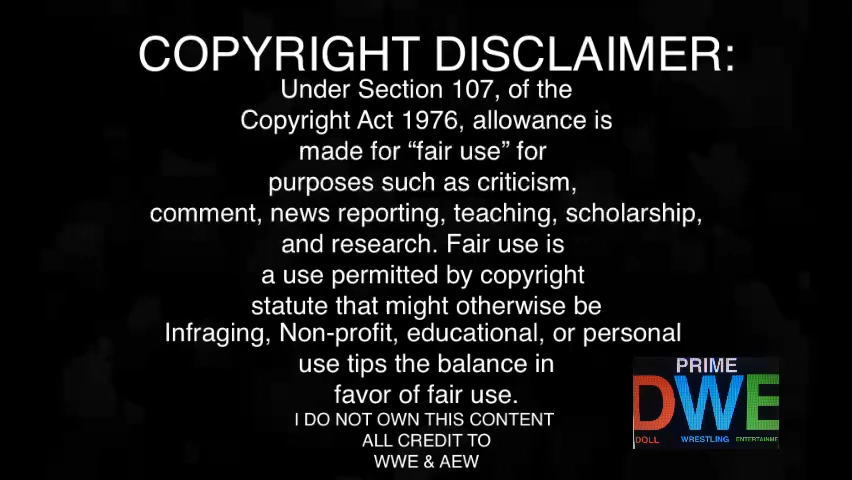 COPYRIGHT DISCLAIMER:
Under Section 107, of the
Copyright Act 1976, allowance is
made for “fair use” for
purposes such as criticism,
comment, news reporting, teaching, scholarship,
and research. Fair use is
a use permitted by copyright
statute that might otherwise be
Infraging, Non-profit, educational, or personal
use tips the balance in
favor of fair use.
I DO NOT OWN THIS CONTENT
ALL CREDIT TO
WWE & AEW
PRIME
DWE
DOLL WRESTLING ENTERTAINME